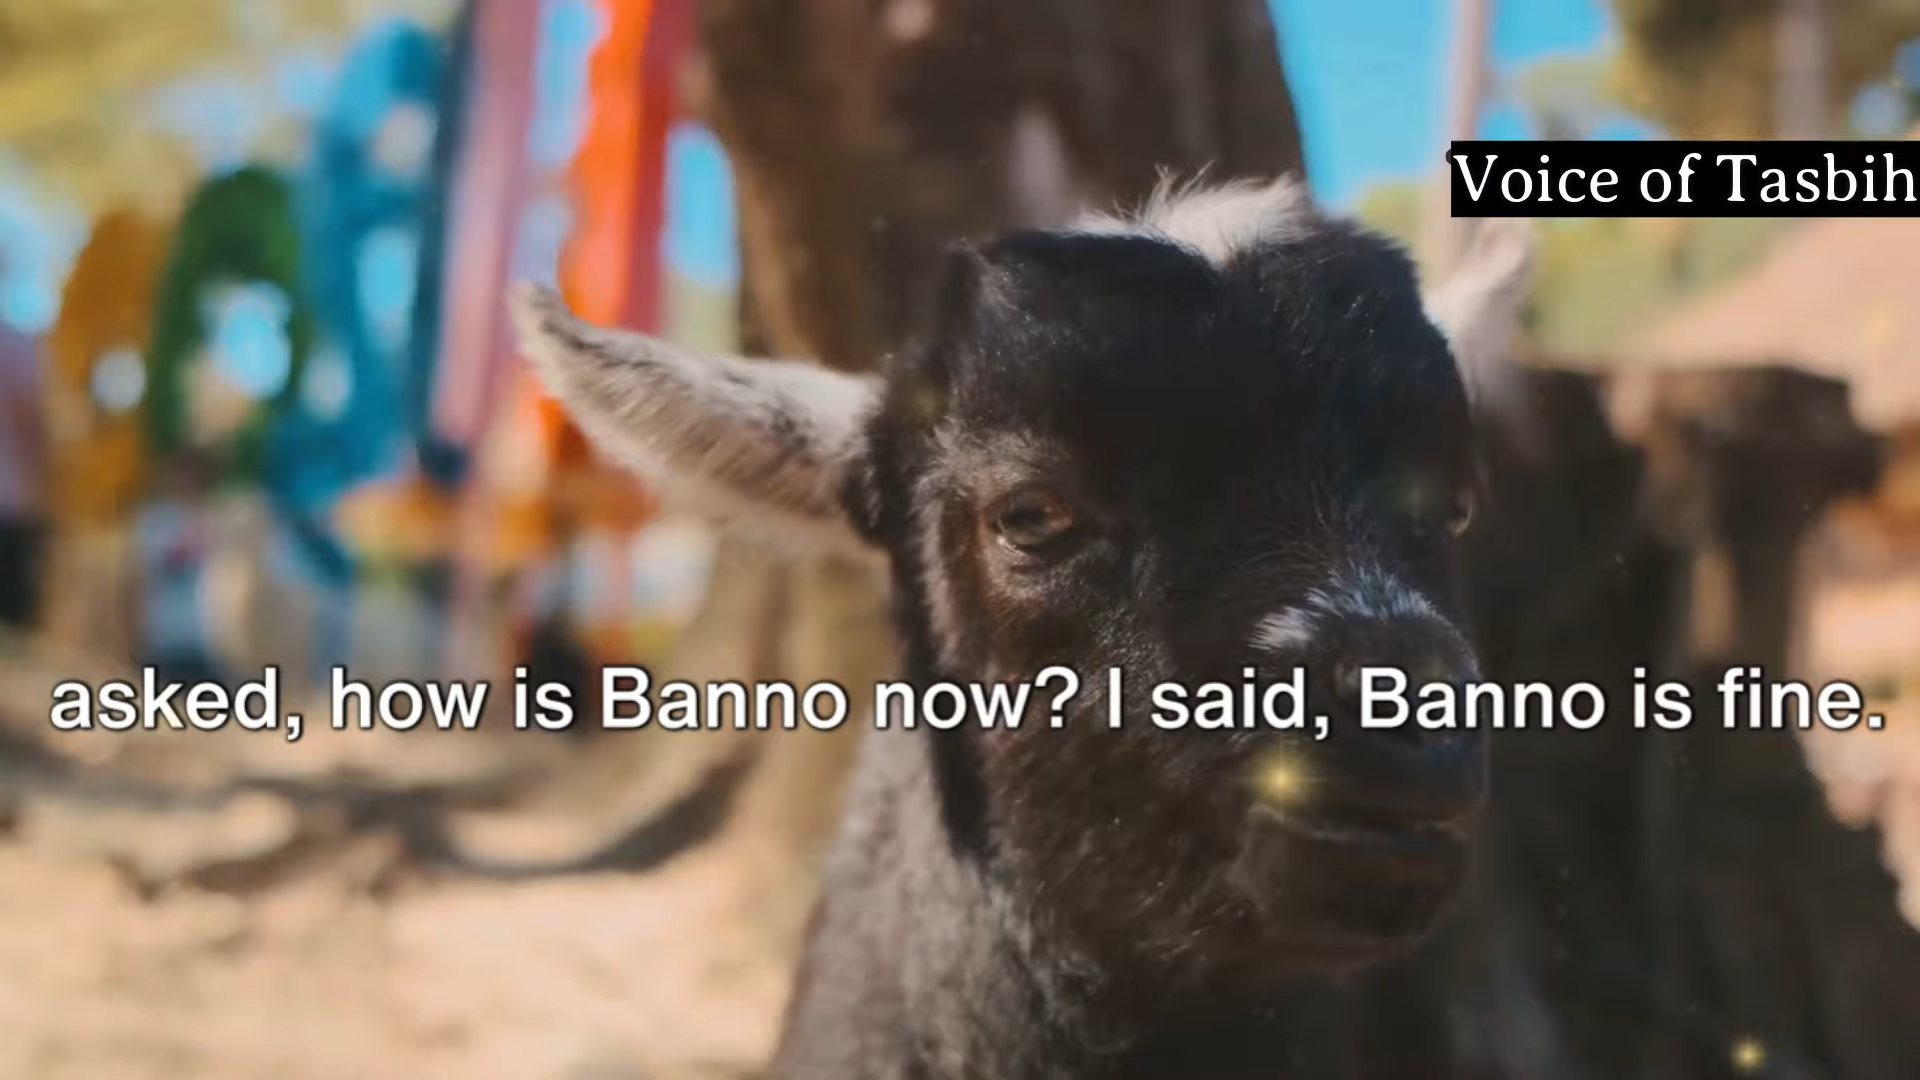 Voice of Tasbih
asked, how is Banno now? I said, Banno is fine.